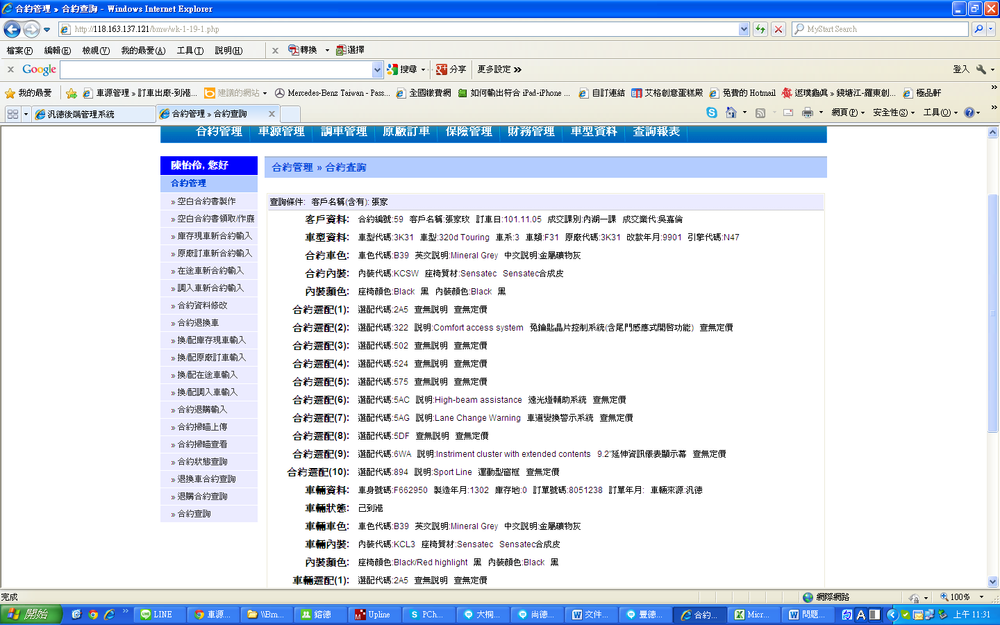 合約管理 » 合約查詢 - Windows Internet Explorer
http://118.163.137.121/bmw/wk-1-19-1.php
MyStart Search
檔案(F) 編輯(E) 檢視(V) 我的最愛(A) 工具(T) 說明(H) x 轉換 選擇
x Google 搜尋 分享 更多設定 » 登入
我的最愛 車源管理 » 訂車出廠-到港... 建議的網站 Mercedes-Benz Taiwan - Pass... 全國繳費網 如何輸出符合 iPad-iPhone ... 自訂連結 艾格創意蛋糕殿 免費的 Hotmail 返璞龜真 » 錢塘江-羅東創... 極品軒 »
汎德後端管理系統 合約管理 » 合約查詢 x 網頁(P) 安全性(S) 工具(O) »
合約管理 車源管理 調車管理 原廠訂車 保險管理 財務管理 車型資料 查詢報表
陳怡伶, 您好
合約管理
» 空白合約書製作
» 空白合約書領取/作廢
» 庫存現車新合約輸入
» 原廠訂車新合約輸入
» 在途車新合約輸入
» 調入車新合約輸入
» 合約資料修改
» 合約退換車
» 換/配庫存現車輸入
» 換/配原廠訂車輸入
» 換/配在途車輸入
» 換/配調入車輸入
» 合約退購輸入
» 合約掃瞄上傳
» 合約掃瞄查看
» 合約狀態查詢
» 退換車合約查詢
» 退購合約查詢
» 合約查詢
合約管理 » 合約查詢
查詢條件: 客戶名稱(含有): 張家
客戶資料: 合約編號:59 客戶名稱:張家玫 訂車日:101.11.05 成交課別:內湖一課 成交業代:吳嘉倫
車型資料: 車型代碼:3K31 車型:320d Touring 車系:3 車類:F31 原廠代碼:3K31 改款年月:9901 引擎代碼:N47
合約車色: 車色代碼:B39 英文說明:Mineral Grey 中文說明:金屬礦物灰
合約內裝: 內裝代碼:KCSW 座椅質材:Sensatec Sensatec合成皮
內裝顏色: 座椅顏色:Black 黑 內裝顏色:Black 黑
合約選配(1): 選配代碼:2A5 查無說明 查無定價
合約選配(2): 選配代碼:322 說明:Comfort access system 免鑰匙晶片控制系統(含尾門感應式開啓功能) 查無定價
合約選配(3): 選配代碼:502 查無說明 查無定價
合約選配(4): 選配代碼:524 查無說明 查無定價
合約選配(5): 選配代碼:575 查無說明 查無定價
合約選配(6): 選配代碼:5AC 說明:High-beam assistance 遠光燈輔助系統 查無定價
合約選配(7): 選配代碼:5AG 說明:Lane Change Warning 車道變換警示系統 查無定價
合約選配(8): 選配代碼:5DF 查無說明 查無定價
合約選配(9): 選配代碼:6WA 說明:Instriment cluster with extended contents 9.2"延伸資訊儀表顯示幕 查無定價
合約選配(10): 選配代碼:894 說明:Sport Line 運動型窗框 查無定價
車輛資料: 車身號碼:F662950 製造年月:1302 庫存地:0 訂單號碼:8051238 訂單年月: 車輛來源:汎德
車輛狀態: 己到港
車輛車色: 車色代碼:B39 英文說明:Mineral Grey 中文說明:金屬礦物灰
車輛內裝: 內裝代碼:KCL3 座椅質材:Sensatec Sensatec合成皮
內裝顏色: 座椅顏色:Black/Red highlight 黑 內裝顏色:Black 黑
車輛選配(1): 選配代碼:2A5 查無說明 查無定價
完成 網際網路 100%
開始 » LINE 車源... \\Bm... 鎔德 Upline PCh... 大桐... 尚德... 文件... 豐德... 合約... Micr... 問題... A 上午 11:31